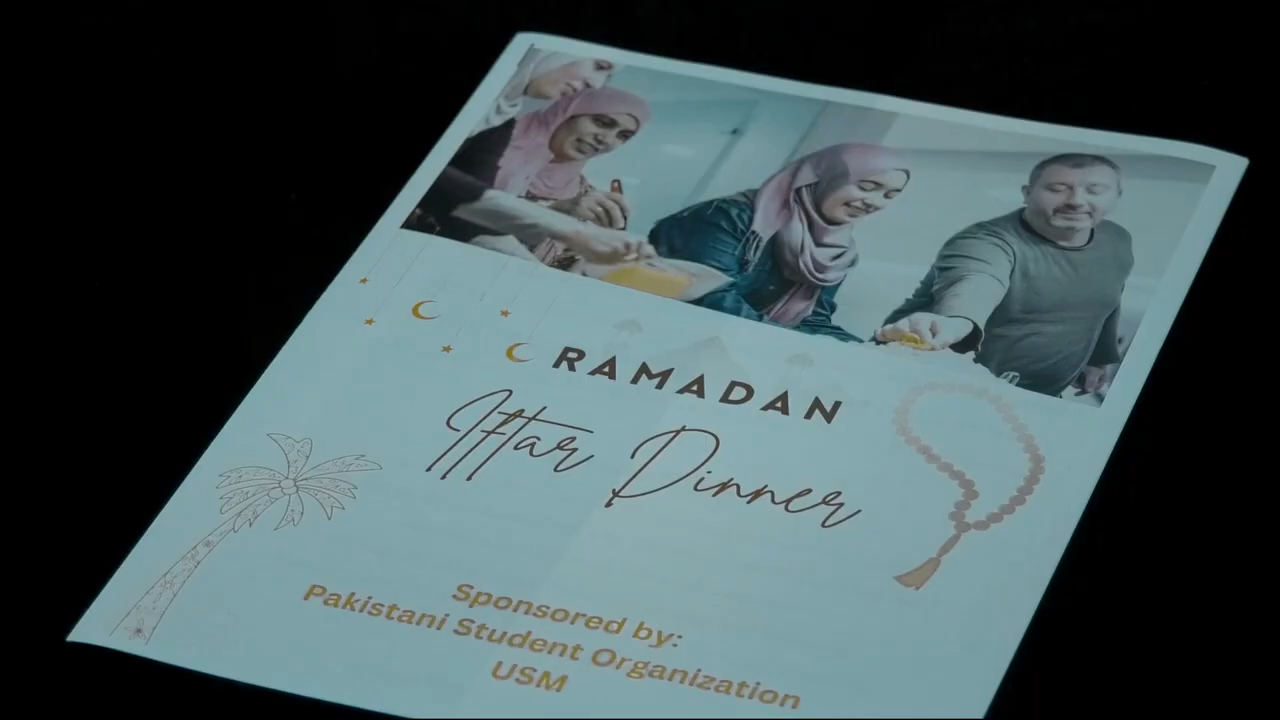 RAMADAN
Iftar Dinner
Sponsored by:
Pakistani Student Organization
USM